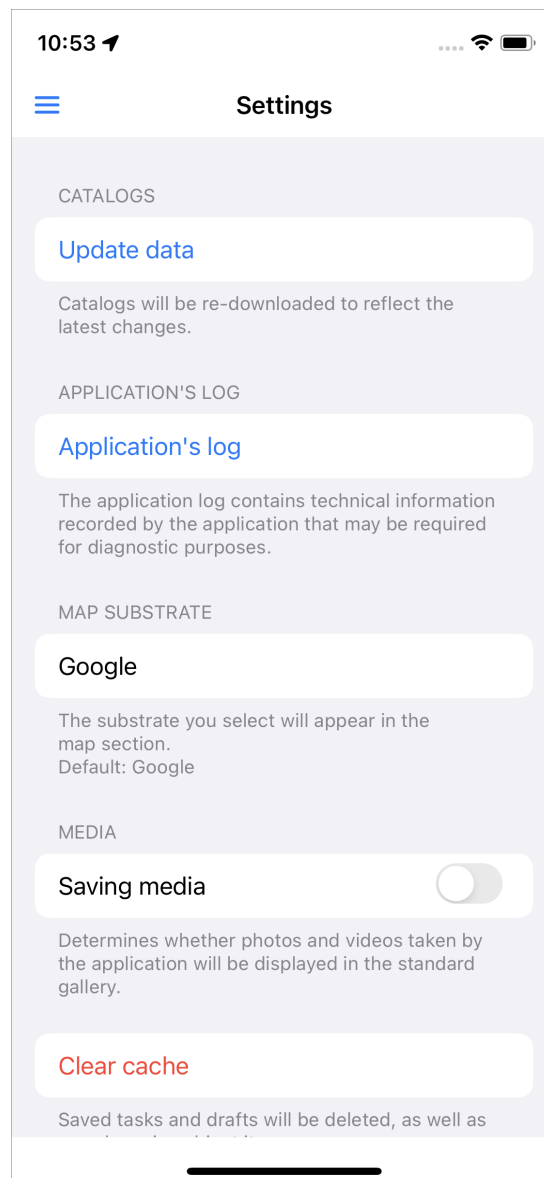 10:53
Settings
CATALOGS
Update data
Catalogs will be re-downloaded to reflect the
latest changes.
APPLICATION'S LOG
Application's log
The application log contains technical information
recorded by the application that may be required
for diagnostic purposes.
MAP SUBSTRATE
Google
The substrate you select will appear in the
map section.
Default: Google
MEDIA
Saving media
Determines whether photos and videos taken by
the application will be displayed in the standard
gallery.
Clear cache
Saved tasks and drafts will be deleted, as well as